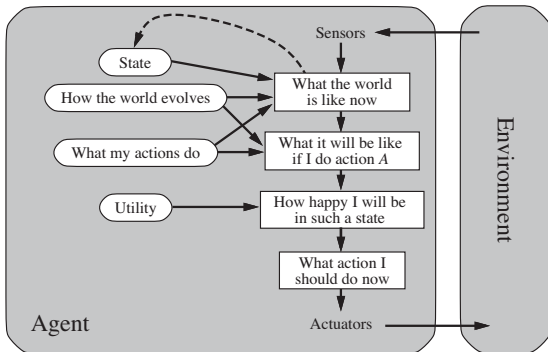 Sensors
State
What the world
is like now
How the world evolves
What my actions do
What it will be like
if I do action A
Utility
How happy I will be
in such a state
What action I
should do now
Agent
Actuators
Environment